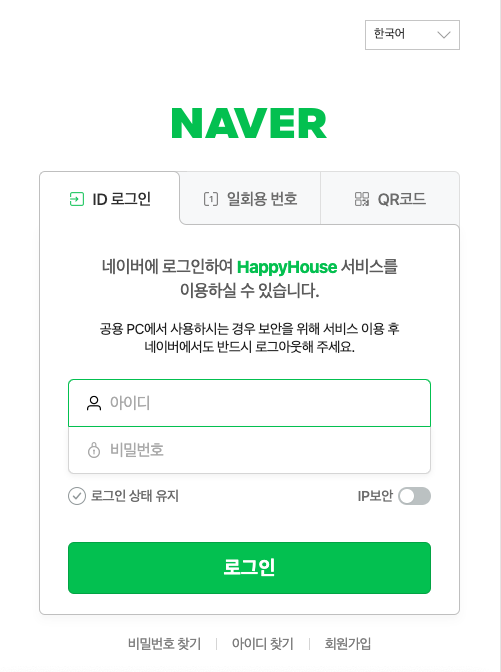 한국어
NAVER
ID 로그인
1 일회용 번호
QR코드
네이버에 로그인하여 HappyHouse 서비스를
이용하실 수 있습니다.
공용 PC에서 사용하시는 경우 보안을 위해 서비스 이용 후
네이버에서도 반드시 로그아웃해 주세요.
아이디
비밀번호
로그인 상태 유지
IP보안
로그인
비밀번호 찾기 | 아이디 찾기 | 회원가입